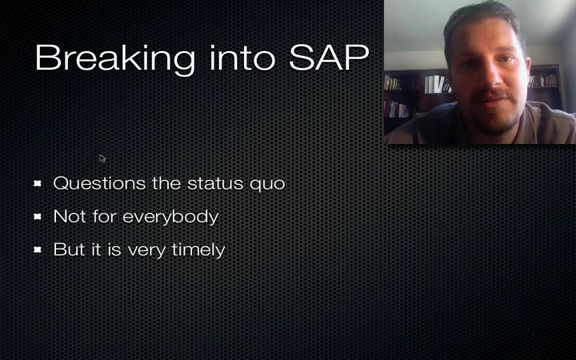 Breaking into SAP
Questions the status quo
Not for everybody
But it is very timely